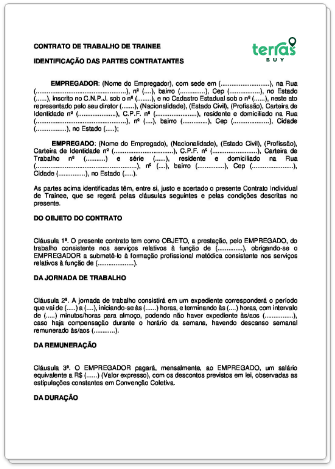 terras
BUY
CONTRATO DE TRABALHO DE TRAINEE
IDENTIFICAÇÃO DAS PARTES CONTRATANTES
EMPREGADOR: (Nome do Empregador), com sede em (......................), na Rua
(......................................), nº (....), bairro (.............), Cep (................), no Estado
(.....), inscrito no C.N.P.J. sob o nº (.......), e no Cadastro Estadual sob o nº (......), neste ato
representado pelo seu diretor (.......), (Nacionalidade), (Estado Civil), (Profissão), Carteira de
Identidade nº (...................), C.P.F. nº (..................), residente e domiciliado na Rua
(......................................), nº (....), bairro (.............), Cep (................), Cidade
(................), no Estado (.....);
EMPREGADO: (Nome do Empregado), (Nacionalidade), (Estado Civil), (Profissão),
Carteira de Identidade nº (......................), C.P.F. nº (....................), Carteira de
Trabalho nº (...........) e série (......), residente e domiciliado na Rua
(......................................), nº (....), bairro (.............), Cep (................),
Cidade (..............), no Estado (.....).
As partes acima identificadas têm, entre si, justo e acertado o presente Contrato Individual
de Trainee, que se regerá pelas cláusulas seguintes e pelas condições descritas no
presente.
DO OBJETO DO CONTRATO
Cláusula 1ª. O presente contrato tem como OBJETO, a prestação, pelo EMPREGADO, do
trabalho consistente nos serviços relativos à função de (.............), obrigando-se o
EMPREGADOR a submetê-lo à formação profissional metódica consistente nos serviços
relativos à função de (...................).
DA JORNADA DE TRABALHO
Cláusula 2ª. A jornada de trabalho consistirá em um expediente corresponderá o período
que vai de (.....) a (....), iniciando-se às (.....) horas, e terminando às (....) horas, com intervalo
de (.....) minutos/horas para almoço, podendo não haver expediente às/aos (..............),
caso haja compensação durante o horário da semana, havendo descanso semanal
remunerado às/aos (.............).
DA REMUNERAÇÃO
Cláusula 3ª. O EMPREGADOR pagará, mensalmente, ao EMPREGADO, um salário
equivalente a R$ (......) (Valor expresso), com os descontos previstos em lei, observadas as
estipulações constantes em Convenção Coletiva.
DA DURAÇÃO